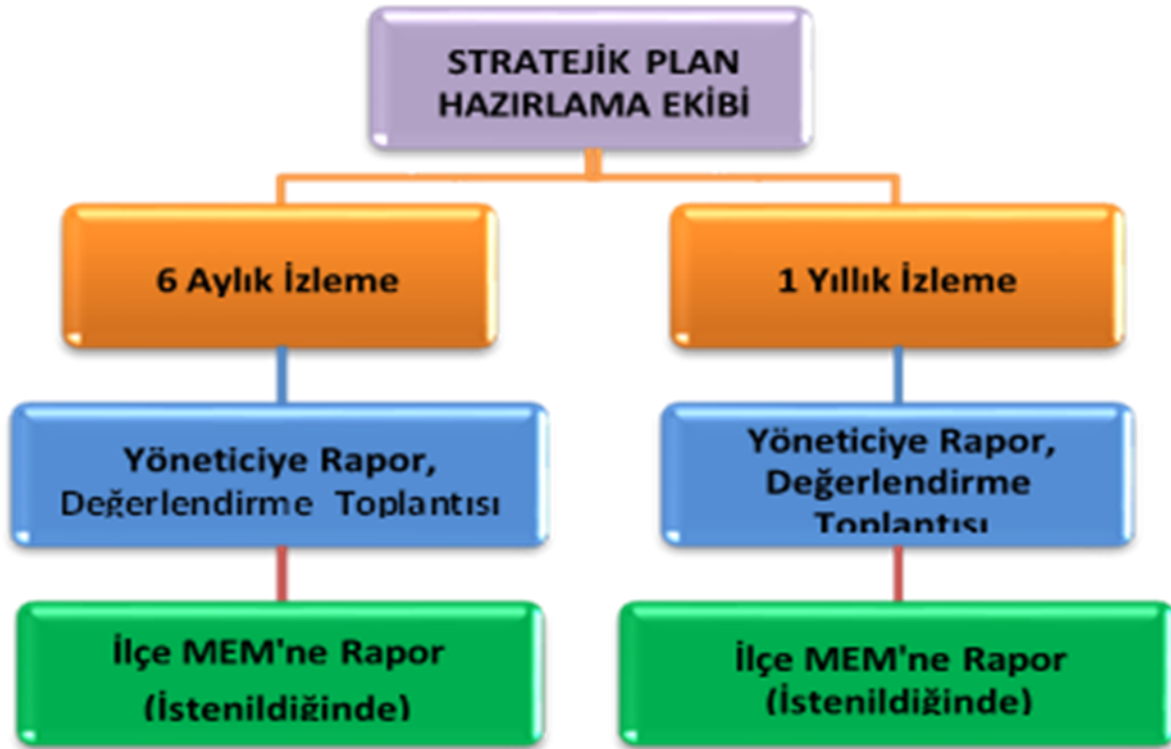 STRATEJİK PLAN
HAZIRLAMA EKİBİ
6 Aylık İzleme
1 Yıllık İzleme
Yöneticiye Rapor,
Değerlendirme Toplantısı
Yöneticiye Rapor,
Değerlendirme
Toplantısı
İlçe MEM'ne Rapor
(İstenildiğinde)
İlçe MEM'ne Rapor
(İstenildiğinde)